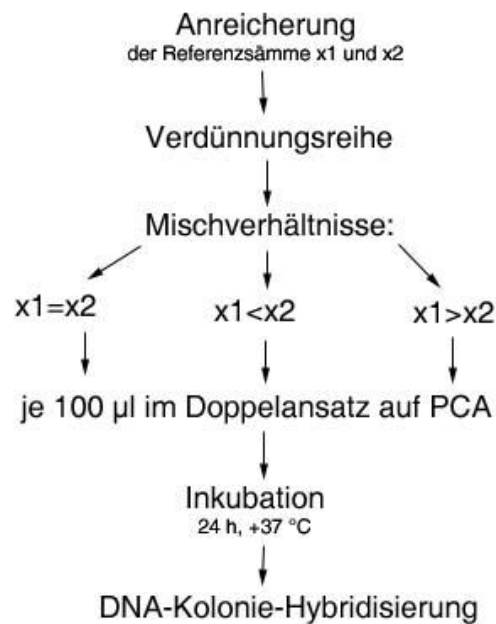 Anreicherung
der Referenzsämme x1 und x2
Verdünnungsreihe
Mischverhältnisse:
x1=x2 x1<x2 x1>x2
je 100 µl im Doppelansatz auf PCA
Inkubation
24 h, +37 °C
DNA-Kolonie-Hybridisierung